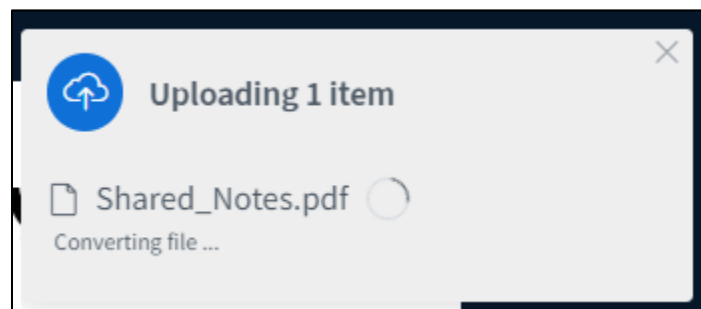 Uploading 1 item
Shared_Notes.pdf
Converting file ...